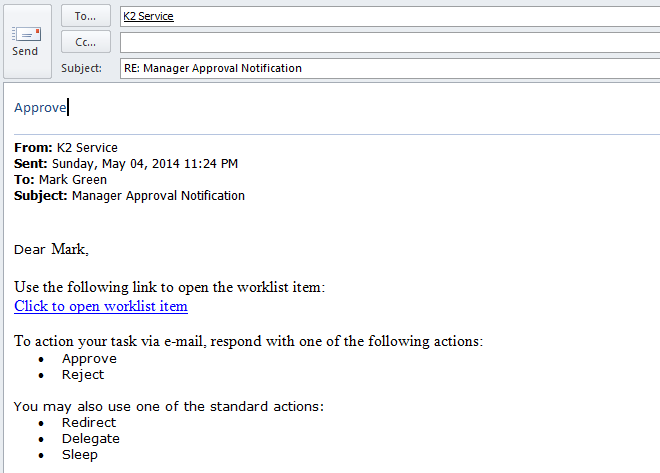 To...
K2 Service
Send
Cc...
Subject:
RE: Manager Approval Notification
Approve
From: K2 Service
Sent: Sunday, May 04, 2014 11:24 PM
To: Mark Green
Subject: Manager Approval Notification
Dear Mark,
Use the following link to open the worklist item:
Click to open worklist item
To action your task via e-mail, respond with one of the following actions:
• Approve
• Reject
You may also use one of the standard actions:
• Redirect
• Delegate
• Sleep